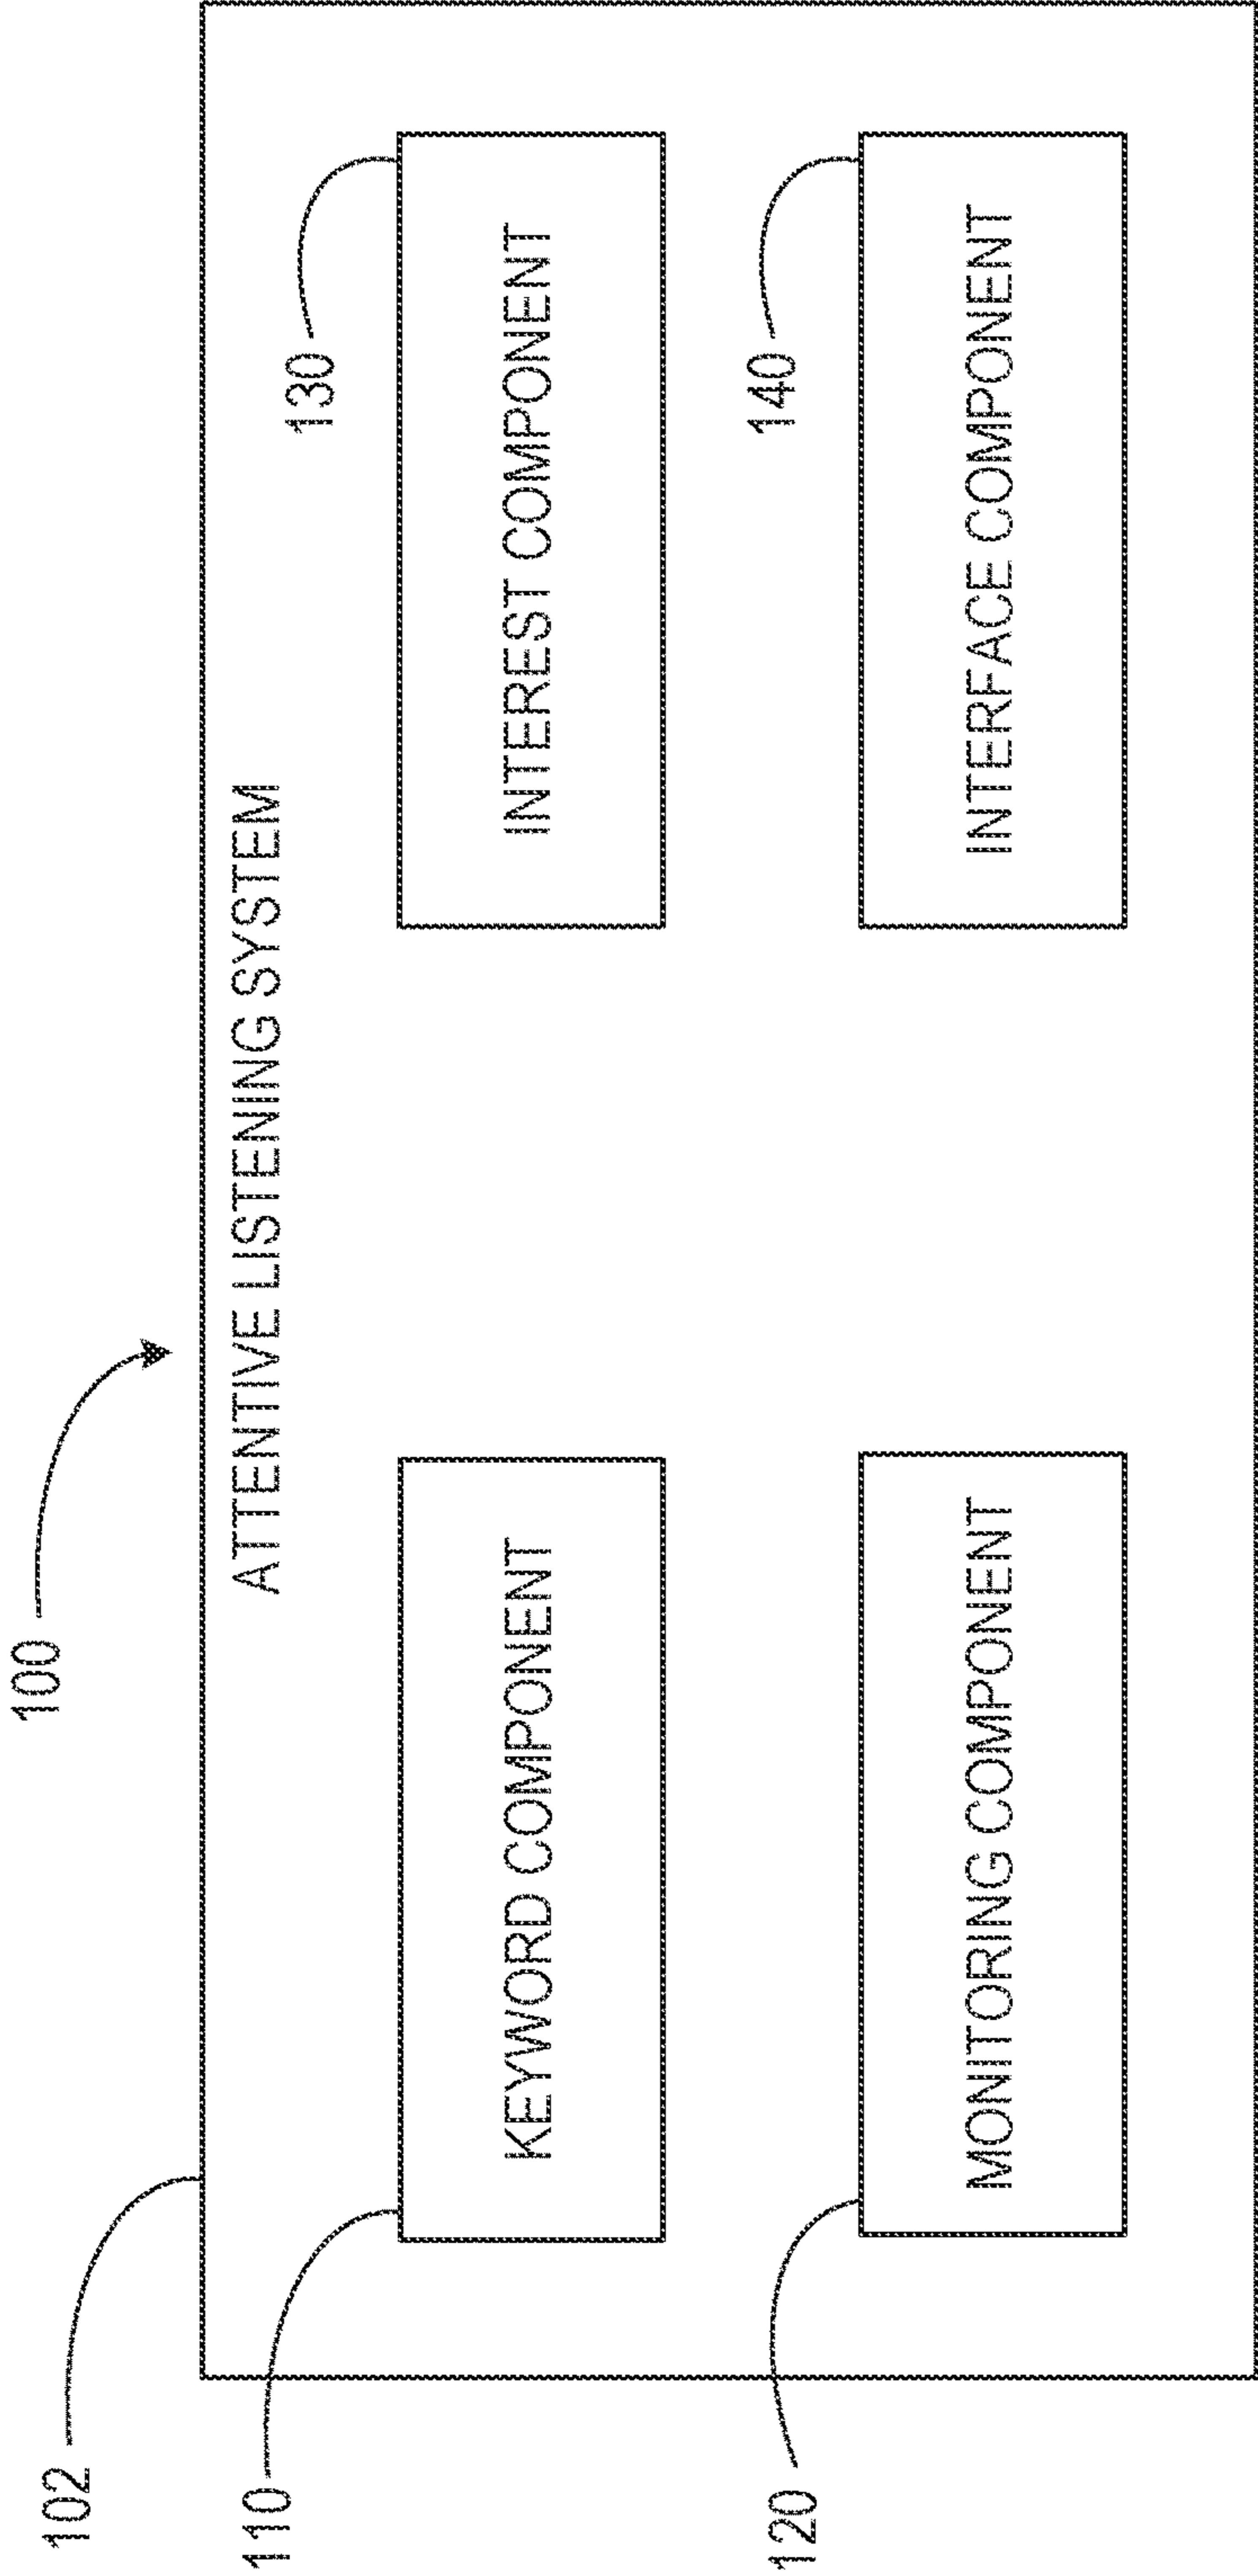 100
102
ATTENTIVE LISTENING SYSTEM
110
KEYWORD COMPONENT
130
INTEREST COMPONENT
120
MONITORING COMPONENT
140
INTERFACE COMPONENT